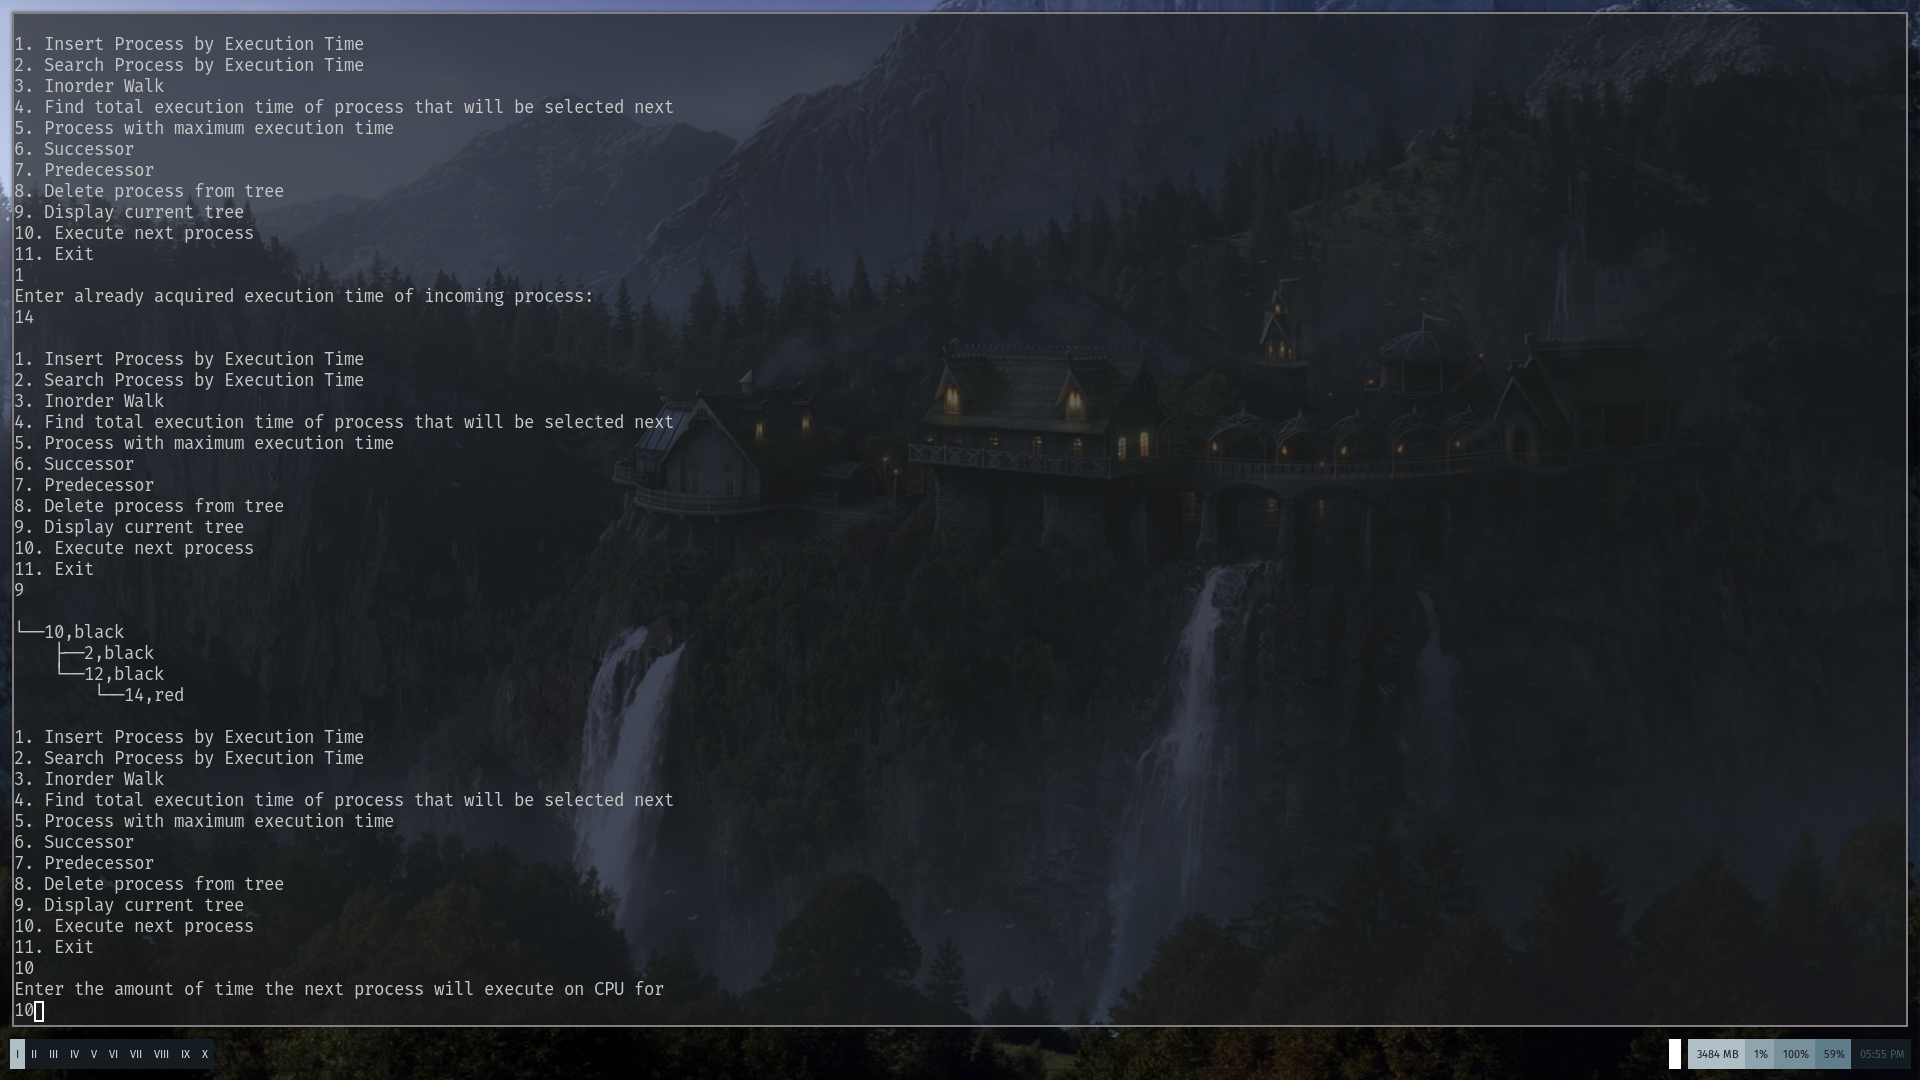 1. Insert Process by Execution Time
2. Search Process by Execution Time
3. Inorder Walk
4. Find total execution time of process that will be selected next
5. Process with maximum execution time
6. Successor
7. Predecessor
8. Delete process from tree
9. Display current tree
10. Execute next process
11. Exit
1
Enter already acquired execution time of incoming process:
14
1. Insert Process by Execution Time
2. Search Process by Execution Time
3. Inorder Walk
4. Find total execution time of process that will be selected next
5. Process with maximum execution time
6. Successor
7. Predecessor
8. Delete process from tree
9. Display current tree
10. Execute next process
11. Exit
9
└──10,black
    ├──2,black
    └──12,black
        └──14,red
1. Insert Process by Execution Time
2. Search Process by Execution Time
3. Inorder Walk
4. Find total execution time of process that will be selected next
5. Process with maximum execution time
6. Successor
7. Predecessor
8. Delete process from tree
9. Display current tree
10. Execute next process
11. Exit
10
Enter the amount of time the next process will execute on CPU for
10
I II III IV V VI VII VIII IX X 3484 MB 1% 100% 59% 05:55 PM